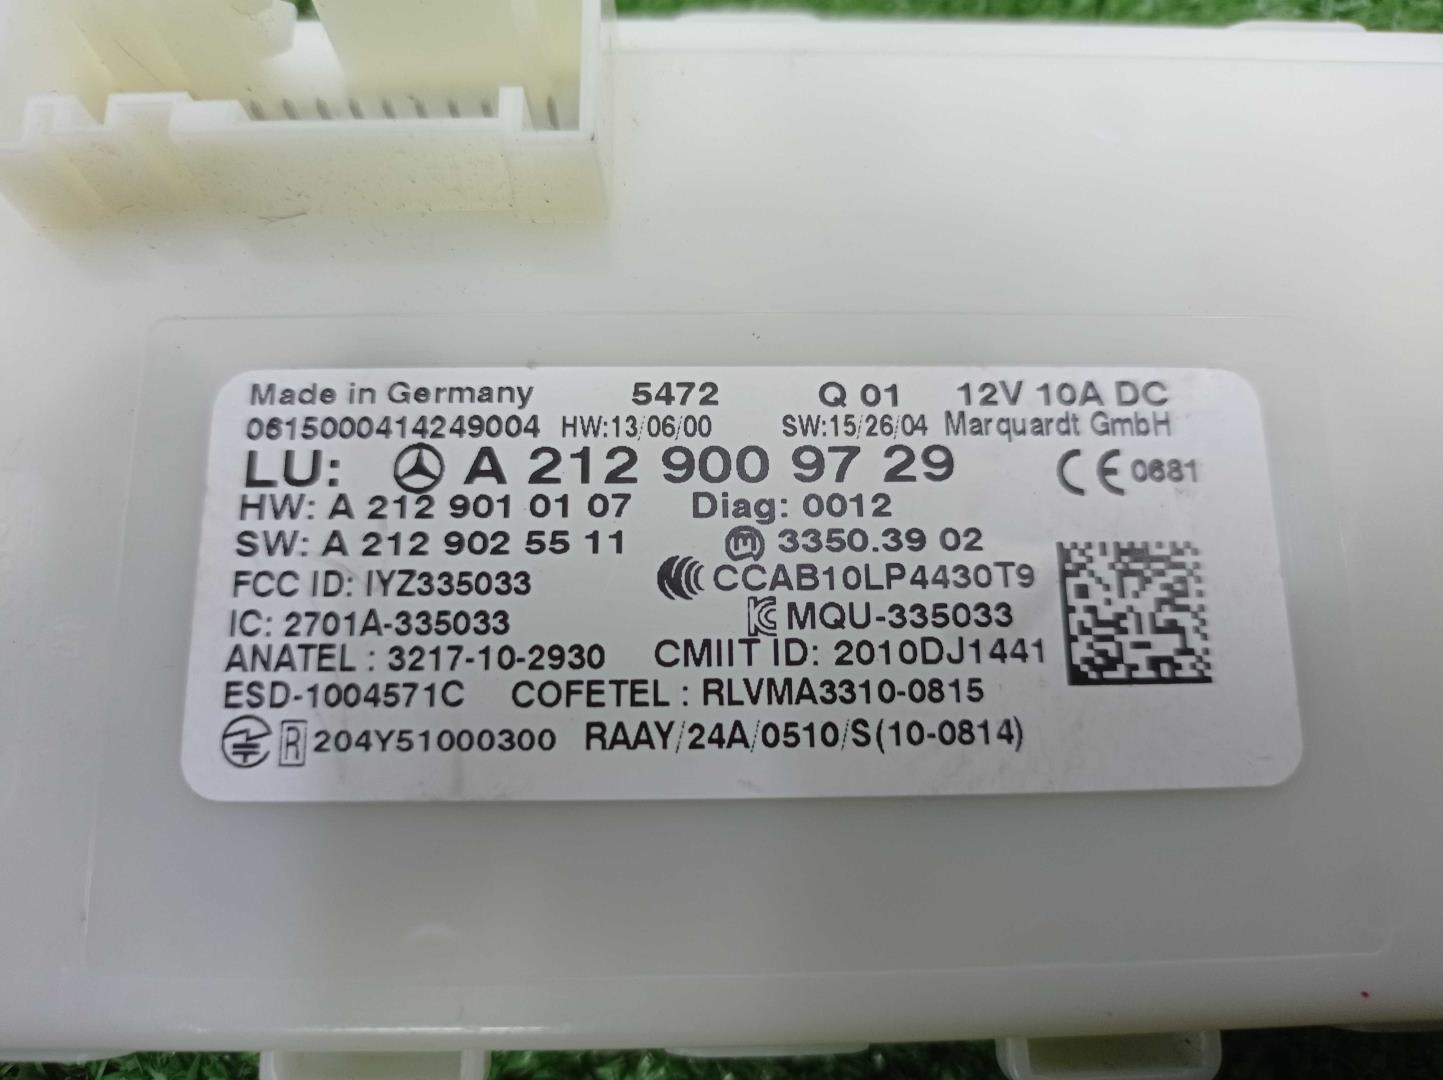 Made in Germany 5472 Q 01 12V 10A DC
0615000414249004 HW:13/06/00 SW:15/26/04 Marquardt GmbH
LU: A 212 900 97 29 CE 0681
HW: A 212 901 01 07 Diag: 0012
SW: A 212 902 55 11 3350.39 02
FCC ID: IYZ335033 CCAB10LP4430T9
IC: 2701A-335033 MQU-335033
ANATEL : 3217-10-2930 CMIIT ID: 2010DJ1441
ESD-1004571C COFETEL : RLVMA3310-0815
R 204Y51000300 RAAY/24A/0510/S(10-0814)